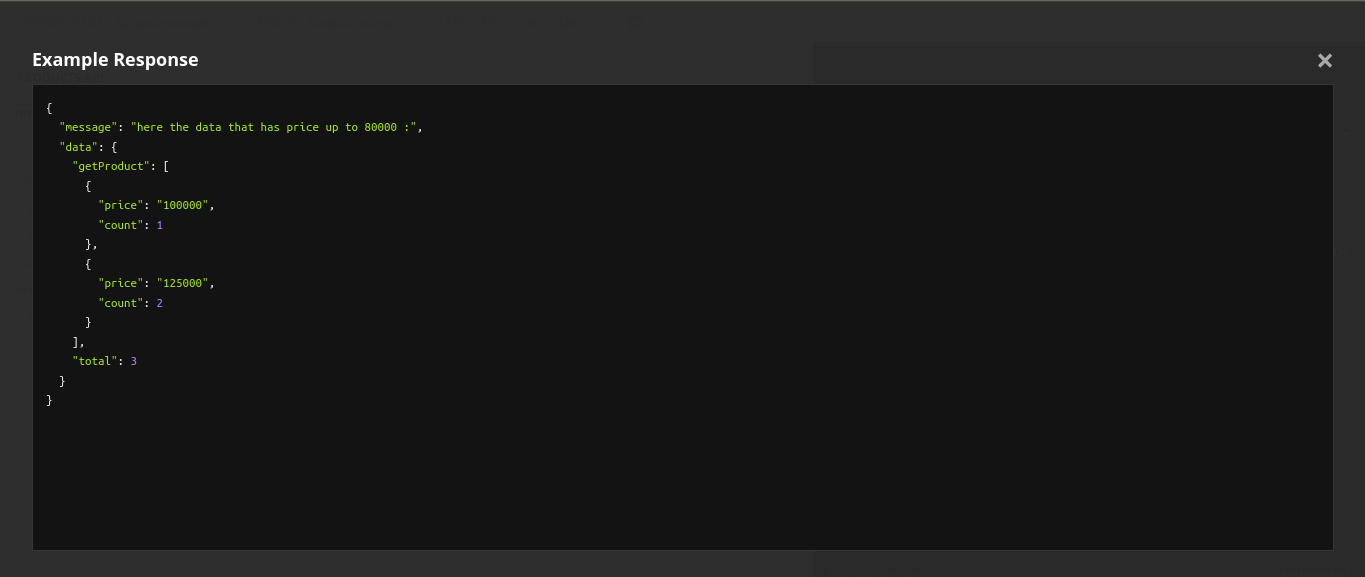 Example Response
×
{
  "message": "here the data that has price up to 80000 :",
  "data": {
    "getProduct": [
      {
        "price": "100000",
        "count": 1
      },
      {
        "price": "125000",
        "count": 2
      }
    ],
    "total": 3
  }
}